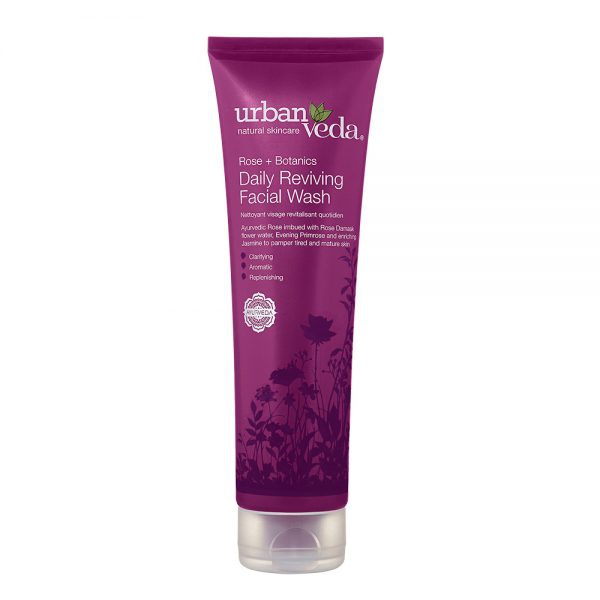 urban
veda®
natural skincare
Rose + Botanics
Daily Reviving
Facial Wash
Nettoyant visage revitalisant quotidien
Ayurvedic Rose imbued with Rose Damask
flower water, Evening Primrose and enriching
Jasmine to pamper tired and mature skin
Clarifying
Aromatic
Replenishing
AYURVEDA